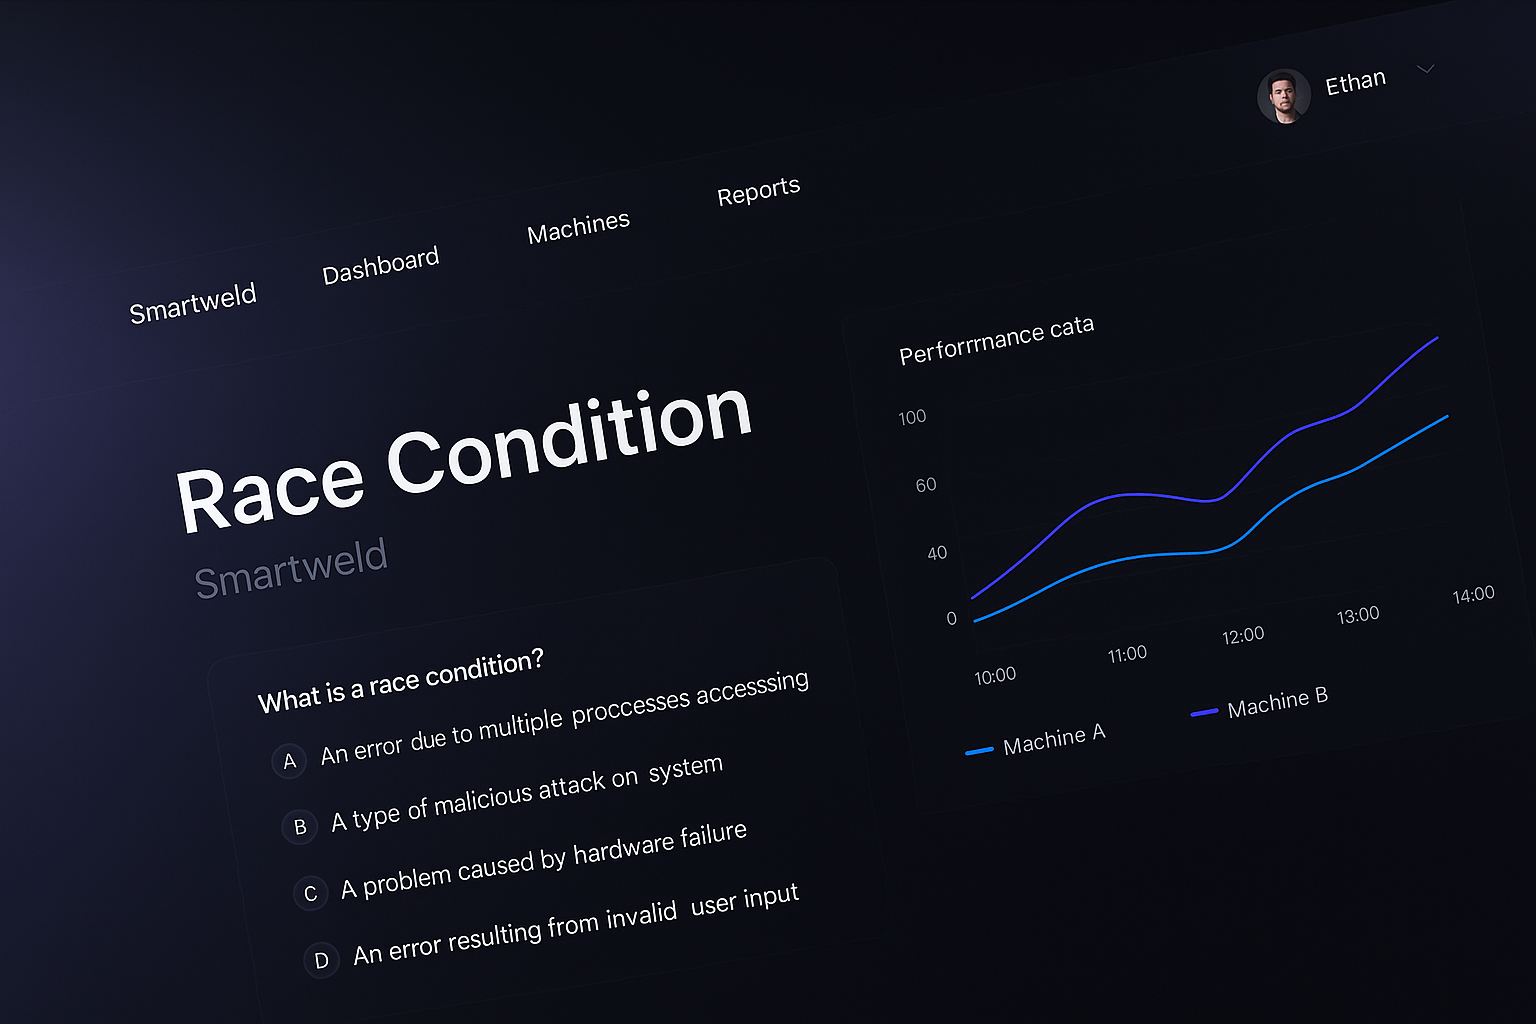 Smartweld
Dashboard
Machines
Reports
Ethan
Race Condition
Smartweld
What is a race condition?
A An error due to multiple proccesses accesssing
B A type of malicious attack on system
C A problem caused by hardware failure
D An error resulting from invalid user input
Perforrrnance cata
100
60
40
0
10:00
11:00
12:00
13:00
14:00
Machine A
Machine B